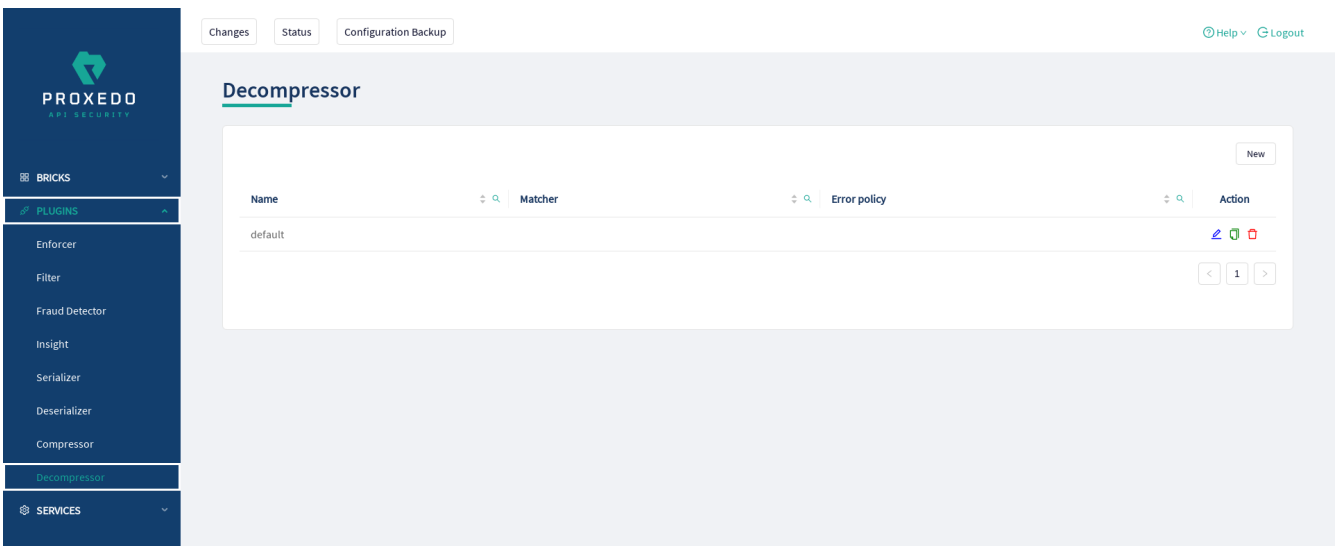 Changes Status Configuration Backup Help Logout
PROXEDO
API SECURITY
Decompressor
New
BRICKS
Name Matcher Error policy Action
PLUGINS
default
Enforcer
1
Filter
Fraud Detector
Insight
Serializer
Deserializer
Compressor
Decompressor
SERVICES